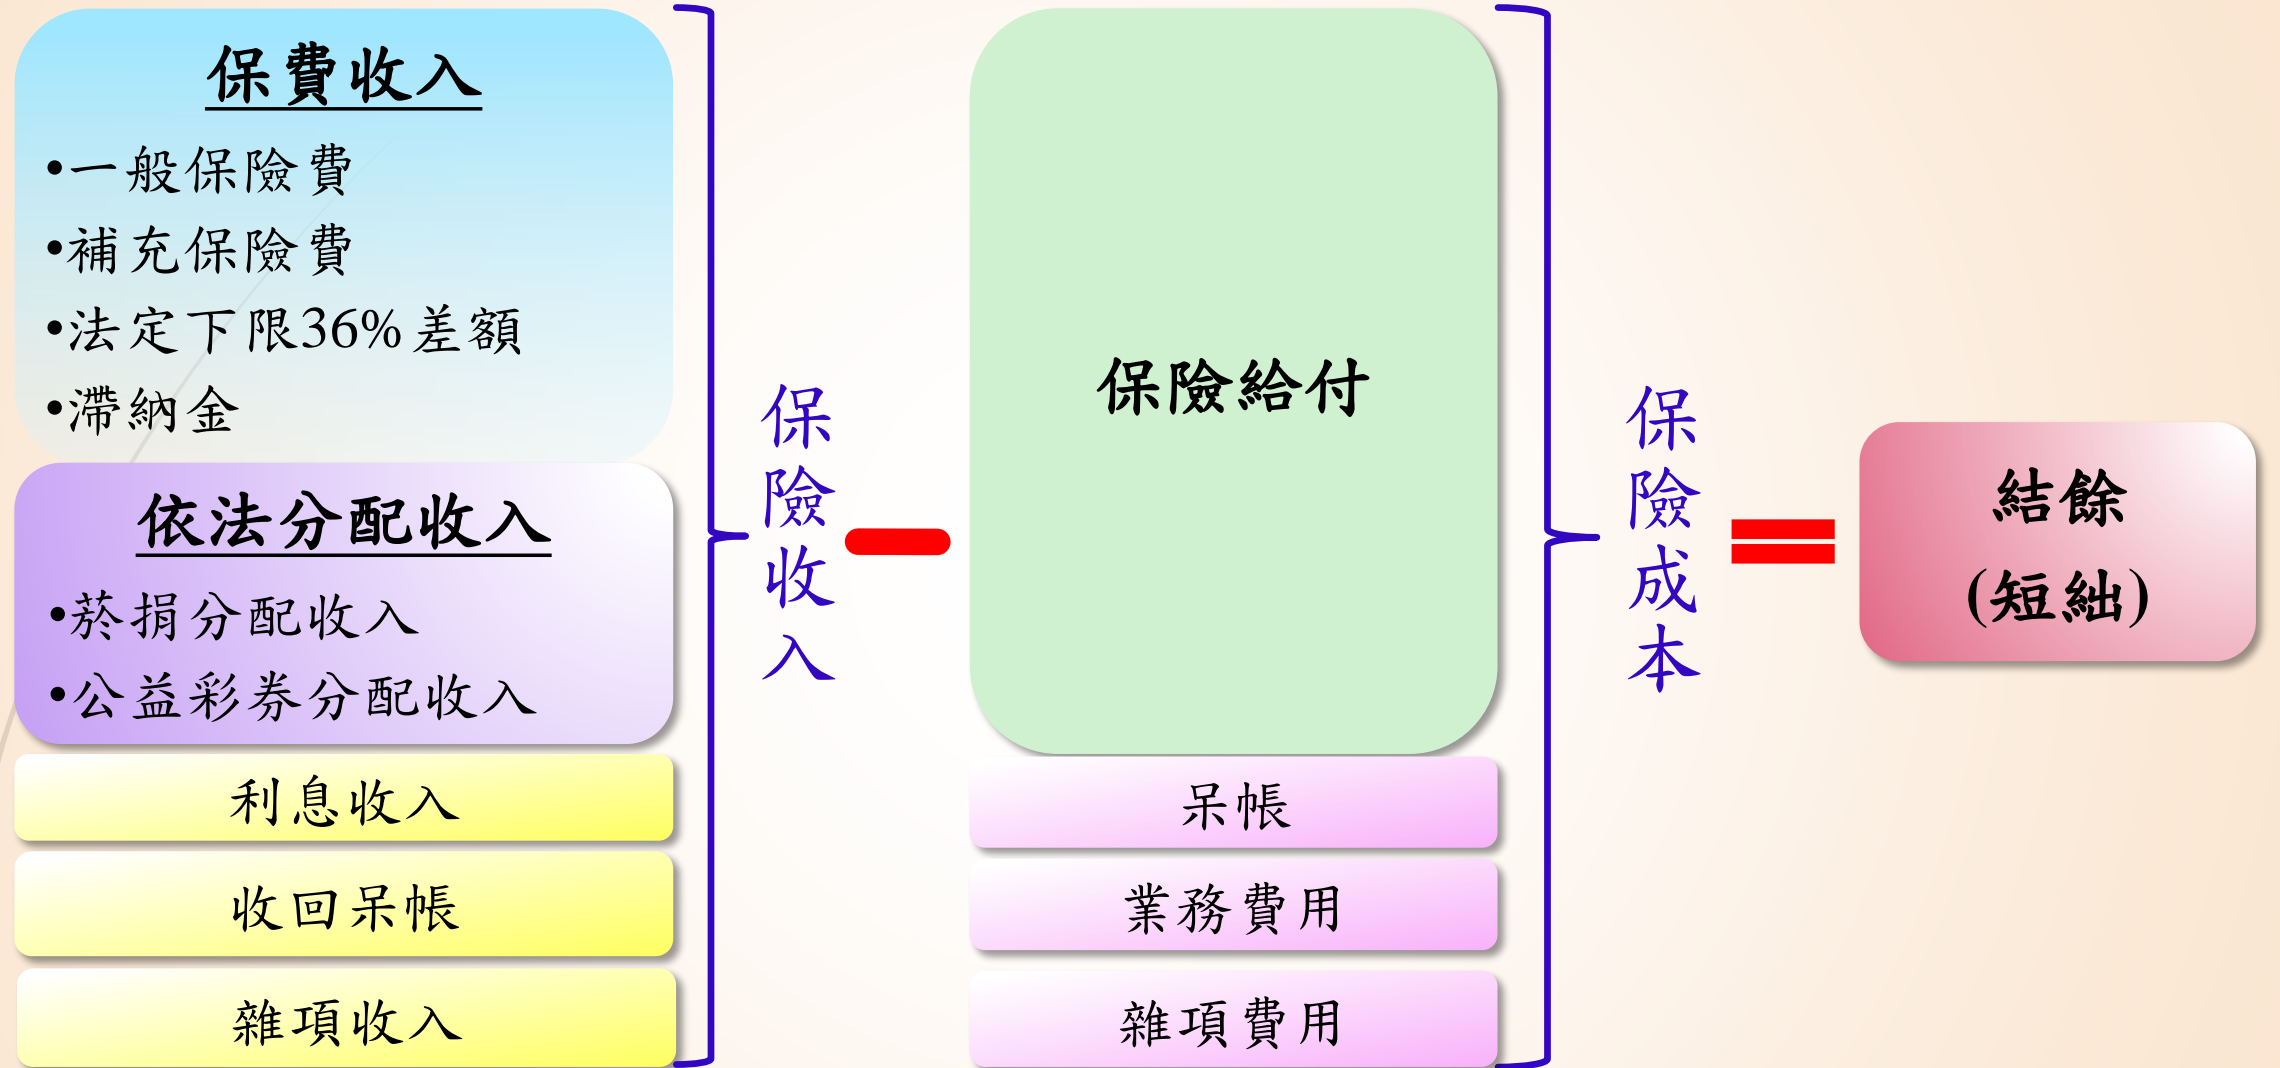 保費收入
•一般保險費
•補充保險費
•法定下限36%差額
•滯納金
依法分配收入
•菸捐分配收入
•公益彩券分配收入
利息收入
收回呆帳
雜項收入
保險收入
保險給付
呆帳
業務費用
雜項費用
保險成本
結餘
(短絀)